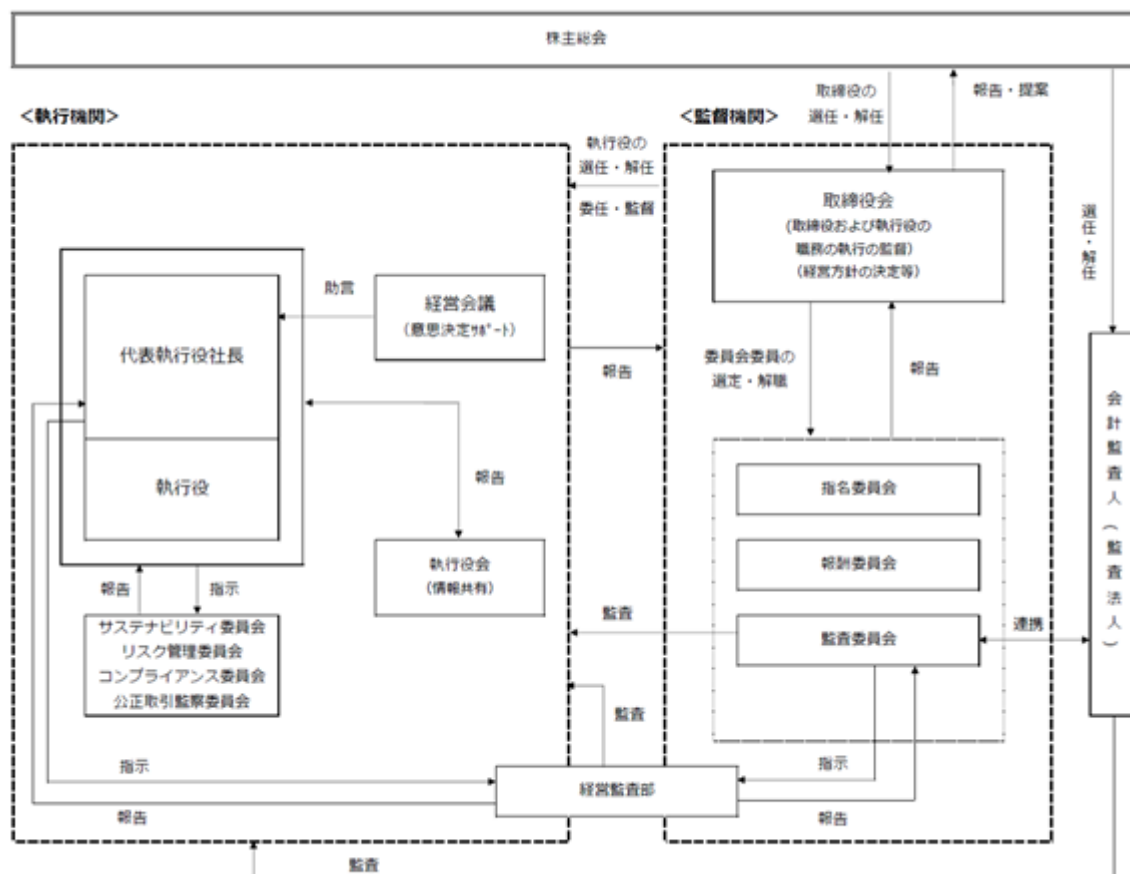 株主総会
取締役の
選任・解任
報告・提案
＜執行機関＞
＜監督機関＞
執行役の
選任・解任
委任・監督
取締役会
(取締役および執行役の
職務の執行の監督)
（経営方針の決定等）
選任・解任
助言
経営会議
（意思決定ｻﾎﾟｰﾄ）
代表執行役社長
報告
委員会委員の
選定・解職
報告
会計監査人（監査法人）
執行役
報告
指名委員会
執行役会
（情報共有）
報酬委員会
報告
指示
監査
監査委員会
連携
サステナビリティ委員会
リスク管理委員会
コンプライアンス委員会
公正取引監察委員会
監査
指示
経営監査部
指示
報告
報告
監査